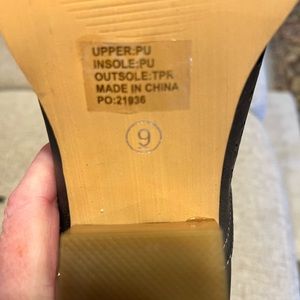 UPPER:PU
INSOLE:PU
OUTSOLE:TPR
MADE IN CHINA
PO:21936
9